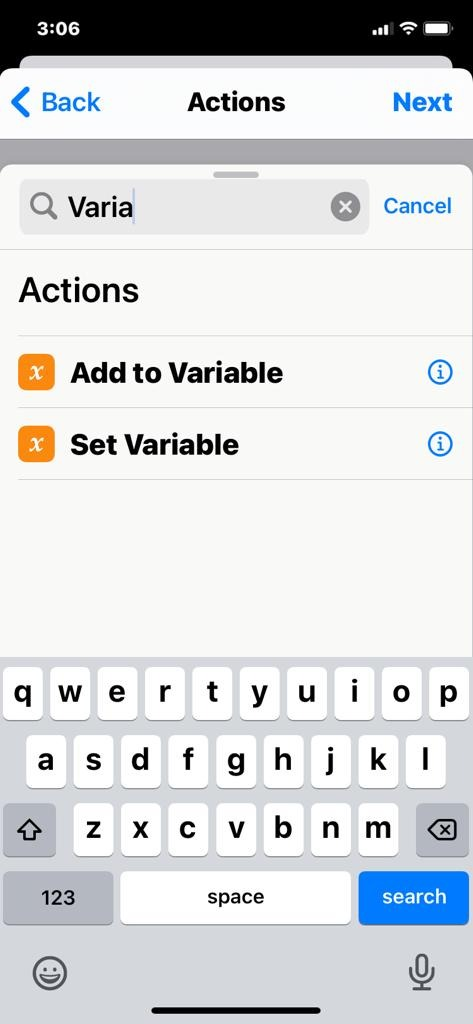 3:06
Back Actions Next
Varia
Cancel
Actions
x Add to Variable
x Set Variable
q w e r t y u i o p
a s d f g h j k l
z x c v b n m
123 space search